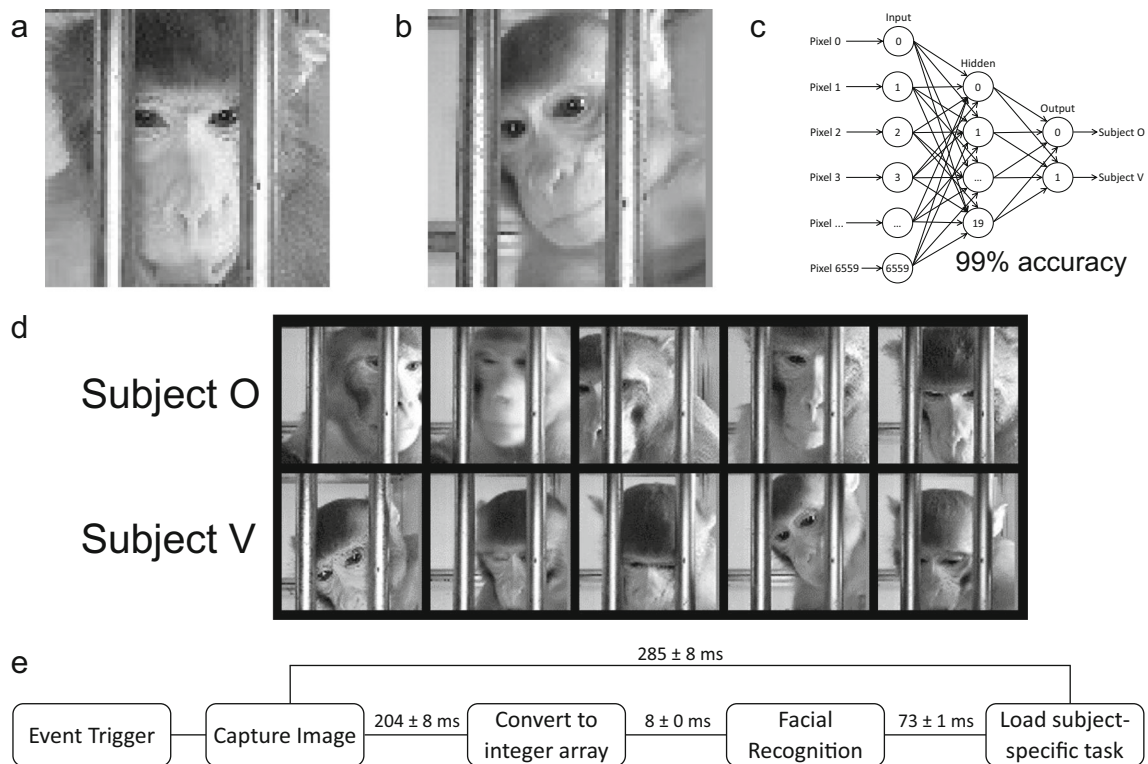 a
b
c
Input
Pixel 0
0
Hidden
Pixel 1
1
0
Output
Pixel 2
2
1
0
Subject O
Pixel 3
3
...
1
Subject V
Pixel ...
...
19
Pixel 6559
6559
99% accuracy
d
Subject O
Subject V
e
285 ± 8 ms
Event Trigger
Capture Image
204 ± 8 ms
Convert to
integer array
8 ± 0 ms
Facial
Recognition
73 ± 1 ms
Load subject-
specific task